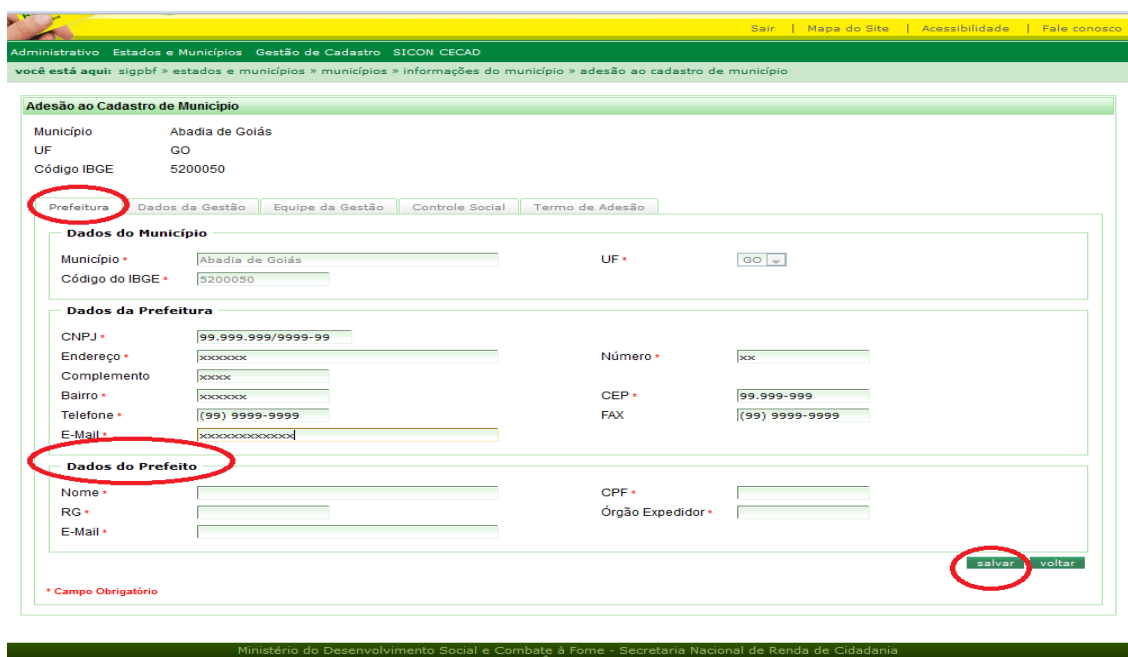 Sair | Mapa do Site | Acessibilidade | Fale conosco
Administrativo Estados e Municípios Gestão de Cadastro SICON CECAD
você está aqui: sigpbf » estados e municípios » municípios » informações do município » adesão ao cadastro de município
Adesão ao Cadastro de Município
Município Abadia de Goiás
UF GO
Código IBGE 5200050
Prefeitura Dados da Gestão Equipe da Gestão Controle Social Termo de Adesão
Dados do Município
Município * Abadia de Goiás UF * GO
Código do IBGE * 5200050
Dados da Prefeitura
CNPJ * 99.999.999/9999-99
Endereço * xxxxxx Número * xx
Complemento xxxx
Bairro * xxxxxx CEP * 99.999-999
Telefone * (99) 9999-9999 FAX (99) 9999-9999
E-Mail * xxxxxxxxxxxxx
Dados do Prefeito
Nome * CPF *
RG * Órgão Expedidor *
E-Mail *
salvar voltar
* Campo Obrigatório
Ministério do Desenvolvimento Social e Combate à Fome - Secretaria Nacional de Renda de Cidadania